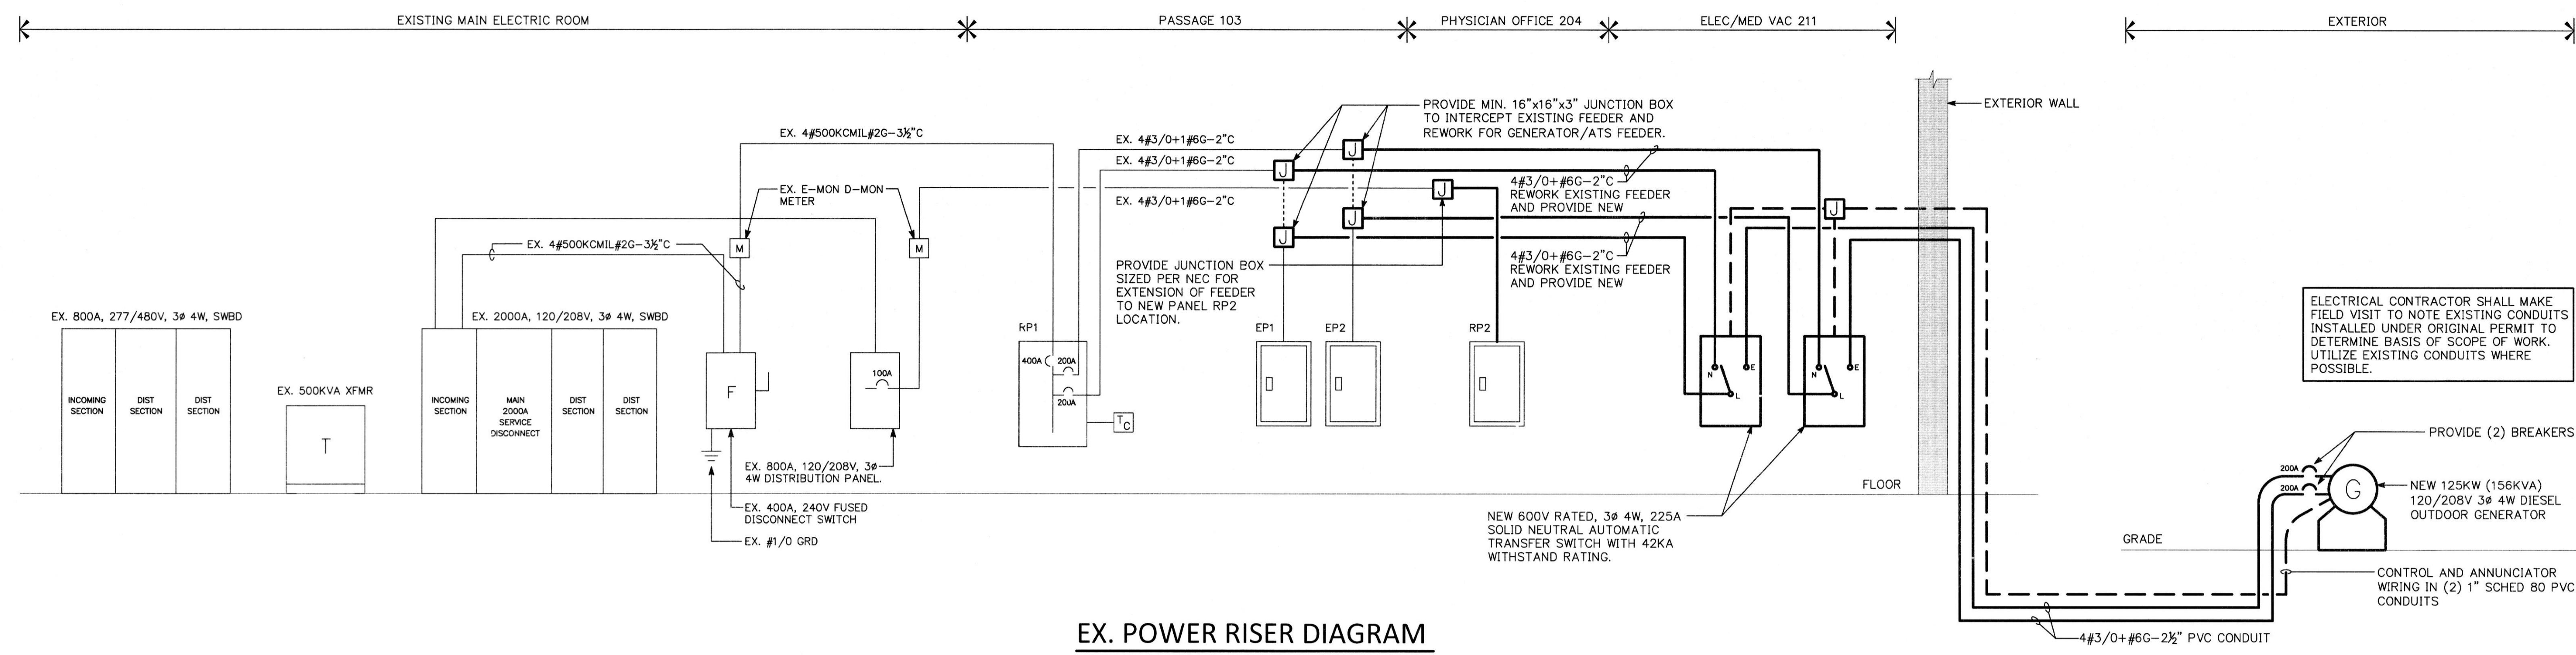 EXISTING MAIN ELECTRIC ROOM
PASSAGE 103
PHYSICIAN OFFICE 204
ELEC/MED VAC 211
EXTERIOR
EX. 4#500KCMIL#2G-3½"C
EX. E-MON D-MON
METER
M
M
EX. 4#500KCMIL#2G-3½"C
EX. 800A, 277/480V, 3ø 4W, SWBD
INCOMING
SECTION
DIST
SECTION
DIST
SECTION
EX. 500KVA XFMR
T
EX. 2000A, 120/208V, 3ø 4W, SWBD
INCOMING
SECTION
MAIN
2000A
SERVICE
DISCONNECT
DIST
SECTION
DIST
SECTION
F
100A
EX. 800A, 120/208V, 3ø
4W DISTRIBUTION PANEL.
EX. 400A, 240V FUSED
DISCONNECT SWITCH
EX. #1/0 GRD
EX. 4#3/0+1#6G-2"C
EX. 4#3/0+1#6G-2"C
EX. 4#3/0+1#6G-2"C
PROVIDE MIN. 16"x16"x3" JUNCTION BOX
TO INTERCEPT EXISTING FEEDER AND
REWORK FOR GENERATOR/ATS FEEDER.
J
J
J
J
J
J
PROVIDE JUNCTION BOX
SIZED PER NEC FOR
EXTENSION OF FEEDER
TO NEW PANEL RP2
LOCATION.
4#3/0+#6G-2"C
REWORK EXISTING FEEDER
AND PROVIDE NEW
4#3/0+#6G-2"C
REWORK EXISTING FEEDER
AND PROVIDE NEW
RP1
400A
200A
200A
TC
EP1
EP2
RP2
N
E
L
N
E
L
NEW 600V RATED, 3ø 4W, 225A
SOLID NEUTRAL AUTOMATIC
TRANSFER SWITCH WITH 42KA
WITHSTAND RATING.
EXTERIOR WALL
FLOOR
ELECTRICAL CONTRACTOR SHALL MAKE
FIELD VISIT TO NOTE EXISTING CONDUITS
INSTALLED UNDER ORIGINAL PERMIT TO
DETERMINE BASIS OF SCOPE OF WORK.
UTILIZE EXISTING CONDUITS WHERE
POSSIBLE.
PROVIDE (2) BREAKERS
200A
200A
G
NEW 125KW (156KVA)
120/208V 3ø 4W DIESEL
OUTDOOR GENERATOR
GRADE
CONTROL AND ANNUNCIATOR
WIRING IN (2) 1" SCHED 80 PVC
CONDUITS
4#3/0+#6G-2½" PVC CONDUIT
EX. POWER RISER DIAGRAM